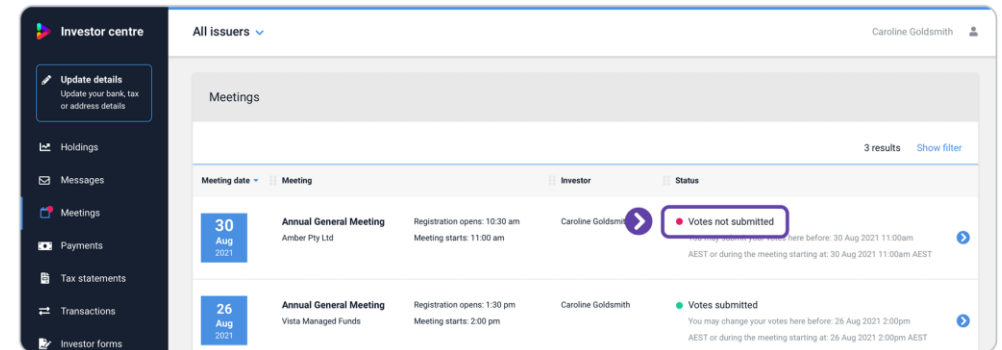 Investor centre
All issuers
Caroline Goldsmith
Update details
Update your bank, tax
or address details
Meetings
3 results Show filter
Holdings
Messages
Meetings
Payments
Tax statements
Transactions
Investor forms
Meeting date Meeting Investor Status
30
Aug
2021
Annual General Meeting
Amber Pty Ltd
Registration opens: 10:30 am
Meeting starts: 11:00 am
Caroline
Votes not submitted
You may submit your votes here before: 30 Aug 2021 11:00am
AEST or during the meeting starting at: 30 Aug 2021 11:00am AEST
26
Aug
2021
Annual General Meeting
Vista Managed Funds
Registration opens: 1:30 pm
Meeting starts: 2:00 pm
Caroline Goldsmith
Votes submitted
You may change your votes here before: 26 Aug 2021 2:00pm
AEST or during the meeting starting at: 26 Aug 2021 2:00pm AEST